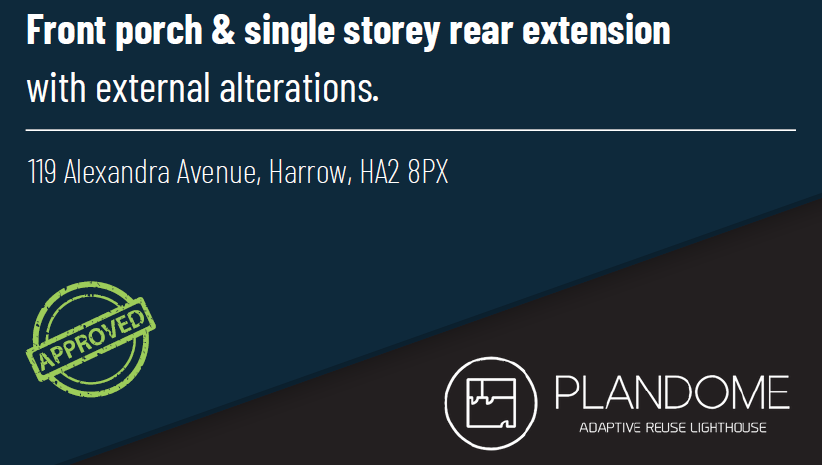 Front porch & single storey rear extension
with external alterations.
119 Alexandra Avenue, Harrow, HA2 8PX
APPROVED
PLANDOME
ADAPTIVE REUSE LIGHTHOUSE